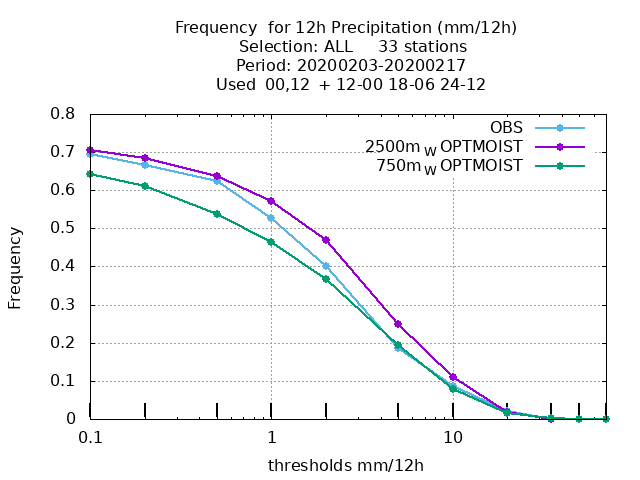 Frequency  for 12h Precipitation (mm/12h)
Selection: ALL     33 stations
Period: 20200203-20200217
Used  00,12  + 12-00 18-06 24-12
OBS
2500m W OPTMOIST
750m W OPTMOIST
0.8
0.7
0.6
0.5
0.4
0.3
0.2
0.1
0
Frequency
0.1 1 10
thresholds mm/12h